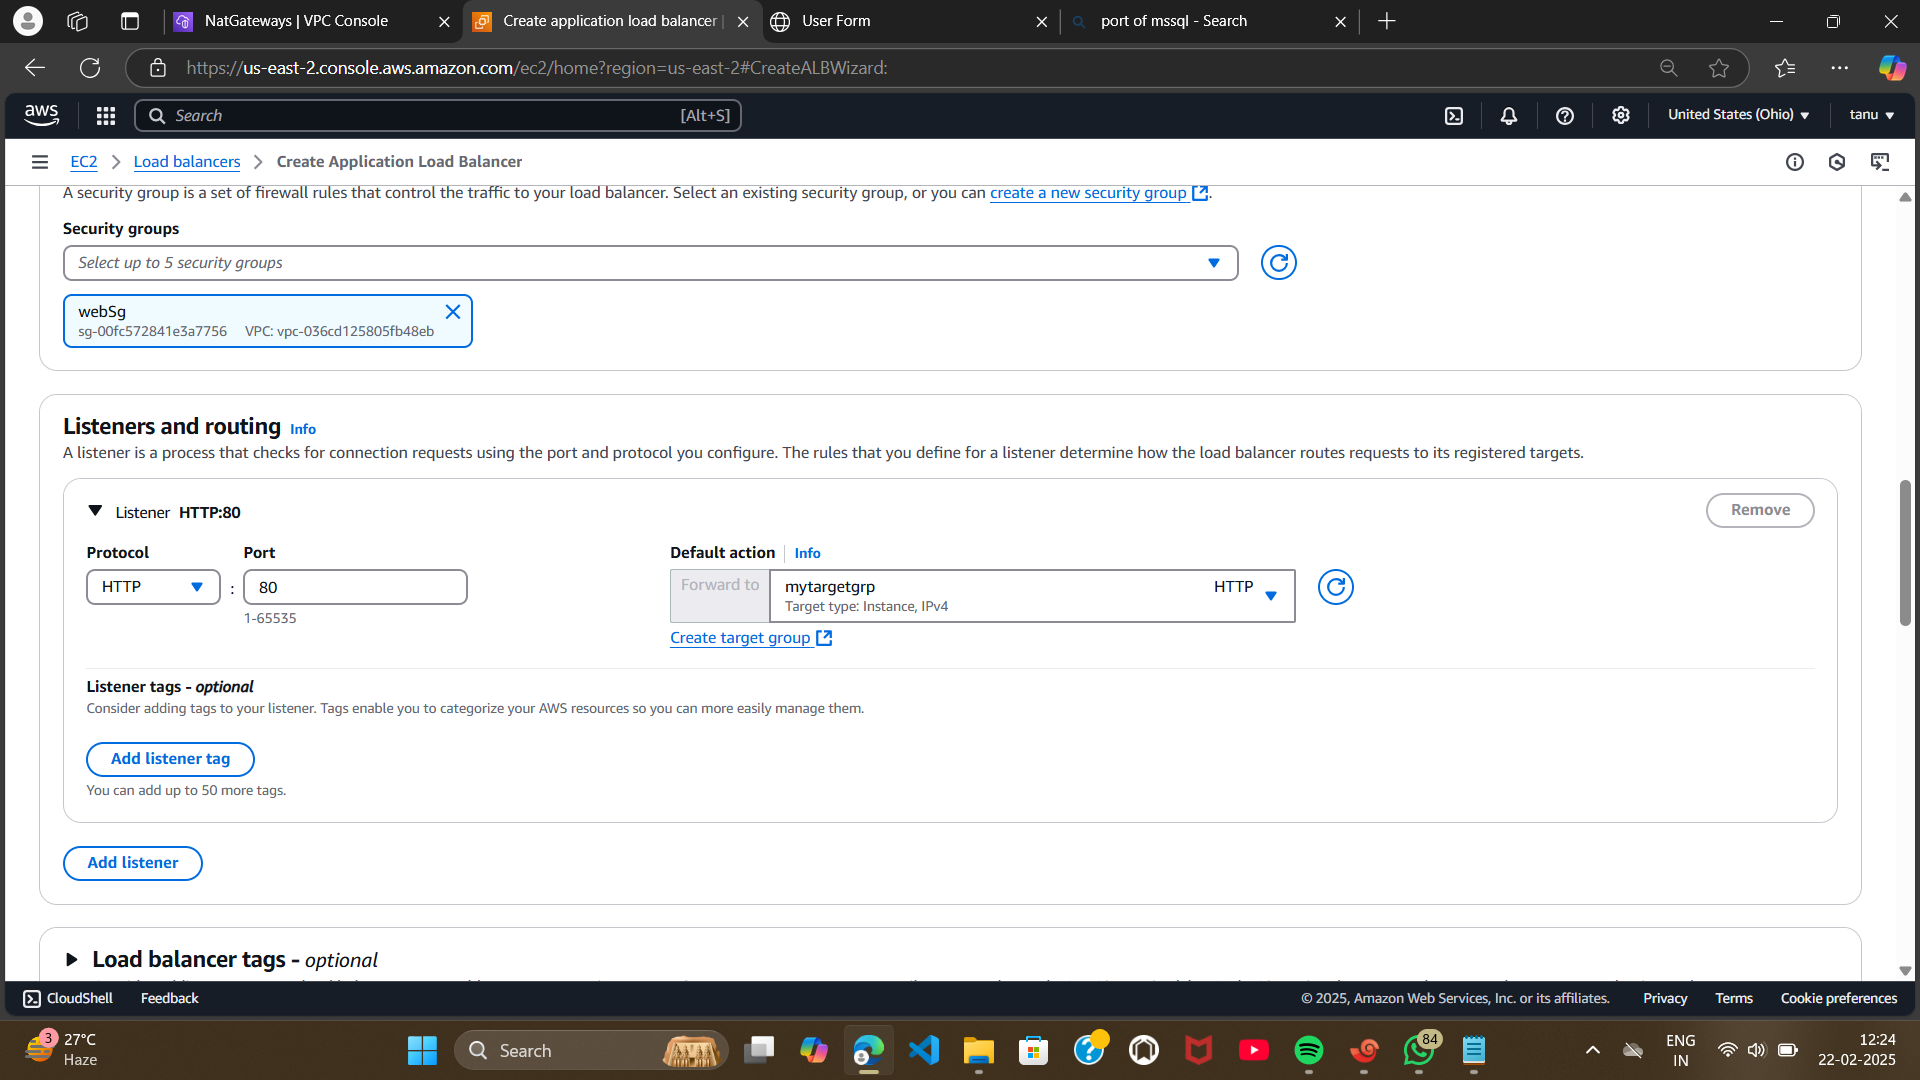 NatGateways | VPC Console
Create application load balancer |
User Form
port of mssql - Search
https://us-east-2.console.aws.amazon.com/ec2/home?region=us-east-2#CreateALBWizard:
aws
Search
[Alt+S]
United States (Ohio)
tanu
EC2
Load balancers
Create Application Load Balancer
A security group is a set of firewall rules that control the traffic to your load balancer. Select an existing security group, or you can create a new security group.
Security groups
Select up to 5 security groups
webSg
sg-00fc572841e3a7756 VPC: vpc-036cd125805fb48eb
Listeners and routing Info
A listener is a process that checks for connection requests using the port and protocol you configure. The rules that you define for a listener determine how the load balancer routes requests to its registered targets.
Listener HTTP:80
Remove
Protocol
Port
Default action
Info
HTTP
:
80
1-65535
Forward to
mytargetgrp
HTTP
Target type: Instance, IPv4
Create target group
Listener tags - optional
Consider adding tags to your listener. Tags enable you to categorize your AWS resources so you can more easily manage them.
Add listener tag
You can add up to 50 more tags.
Add listener
Load balancer tags - optional
CloudShell
Feedback
© 2025, Amazon Web Services, Inc. or its affiliates.
Privacy
Terms
Cookie preferences
3
27°C
Haze
Search
84
ENG
IN
12:24
22-02-2025